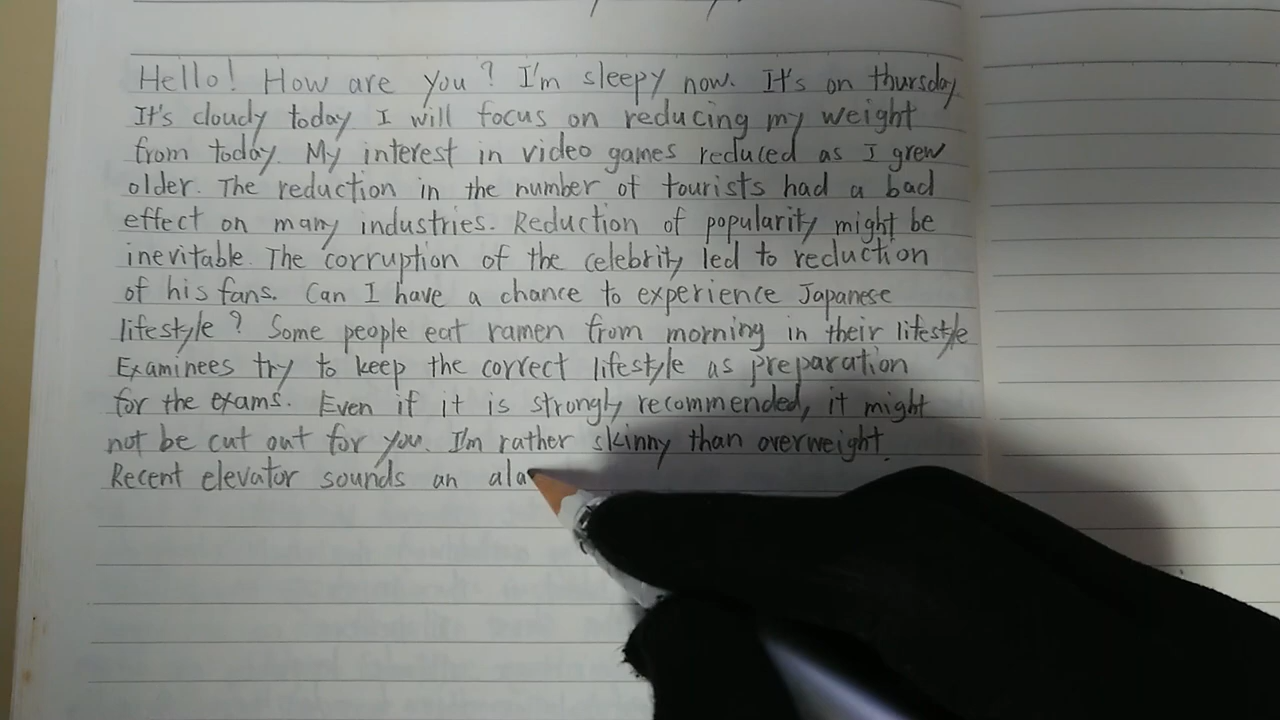 Hello! How are you? I'm sleepy now. It's on thursday
It's cloudy today I will focus on reducing my weight
from today. My interest in video games reduced as I grew
older. The reduction in the number of tourists had a bad
effect on many industries. Reduction of popularity might be
inevitable. The corruption of the celebrity led to reduction
of his fans. Can I have a chance to experience Japanese
lifestyle? Some people eat ramen from morning in their lifestyle
Examinees try to keep the correct lifestyle as preparation
for the exams. Even if it is strongly recommended, it might
not be cut out for you. I'm rather skinny than overweight.
Recent elevator sounds an ala